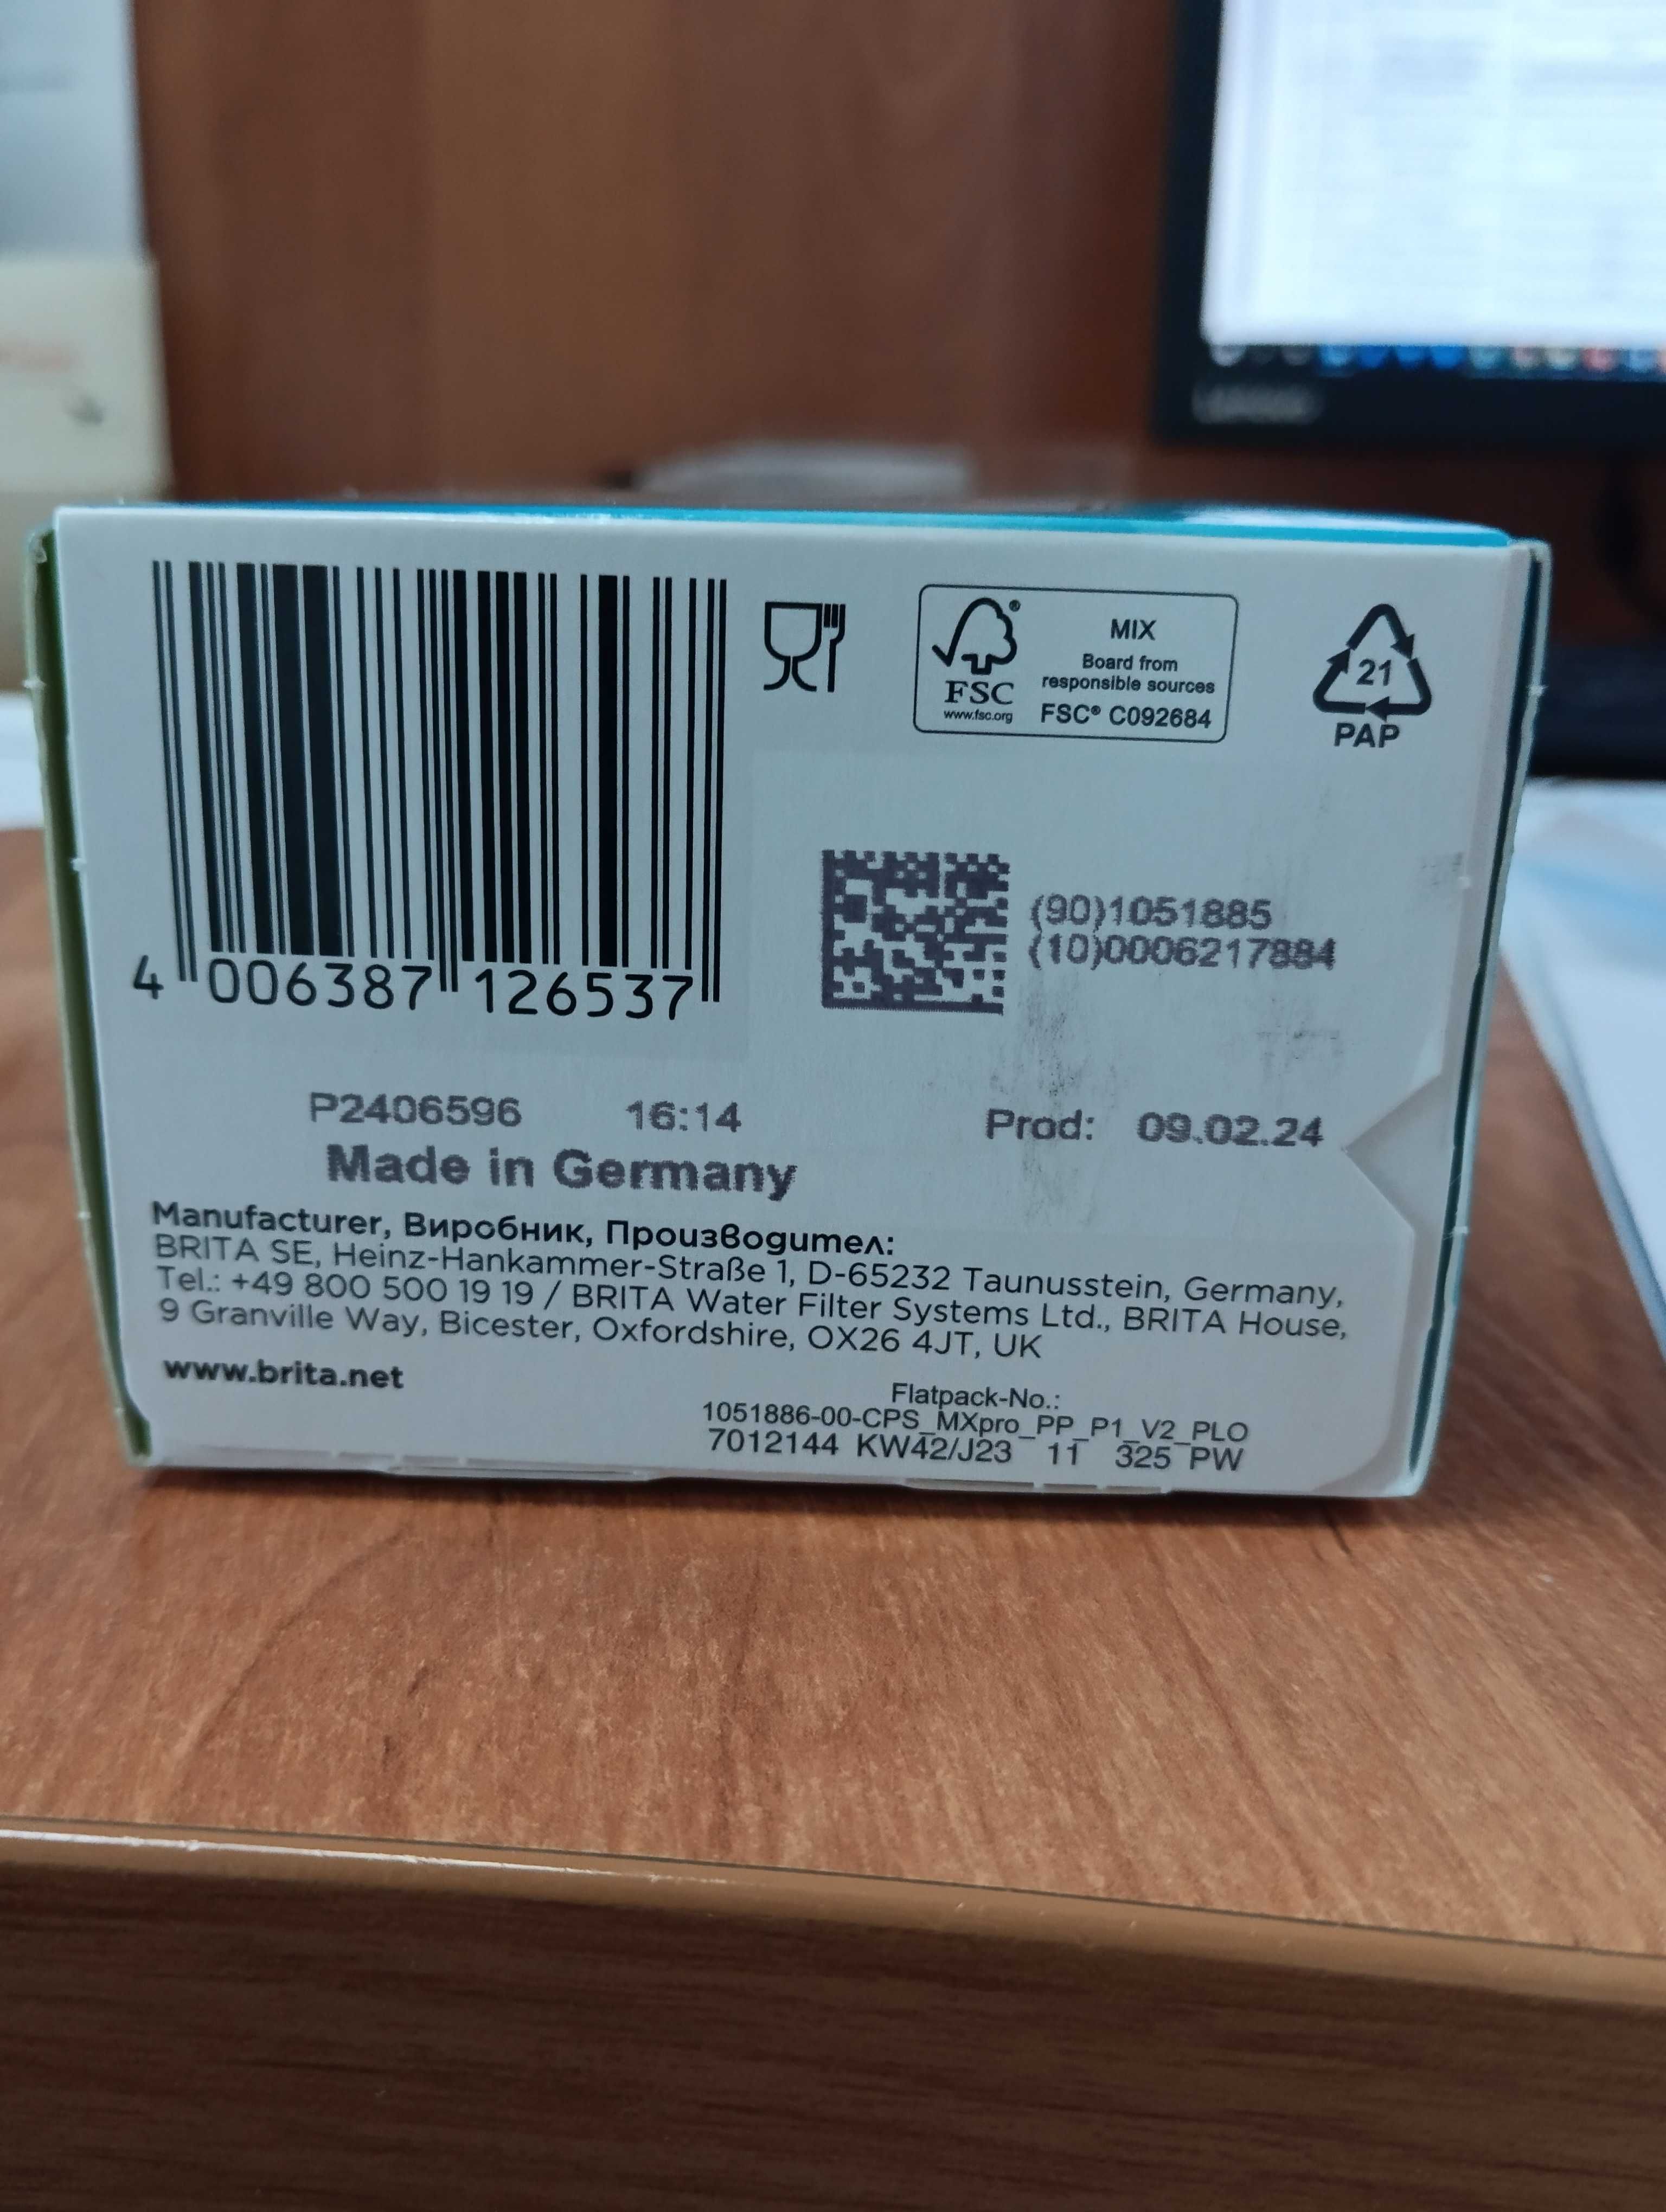 4 006387 126537
FSC®
www.fsc.org
MIX
Board from
responsible sources
FSC® C092684
21
PAP
(90)1051885
(10)0006217884
P2406596 16:14 Prod: 09.02.24
Made in Germany
Manufacturer, Виробник, Производител:
BRITA SE, Heinz-Hankammer-Straße 1, D-65232 Taunusstein, Germany,
Tel.: +49 800 500 19 19 / BRITA Water Filter Systems Ltd., BRITA House,
9 Granville Way, Bicester, Oxfordshire, OX26 4JT, UK
www.brita.net
Flatpack-No.:
1051886-00-CPS_MXpro_PP_P1_V2_PLO
7012144 KW42/J23 11 325 PW